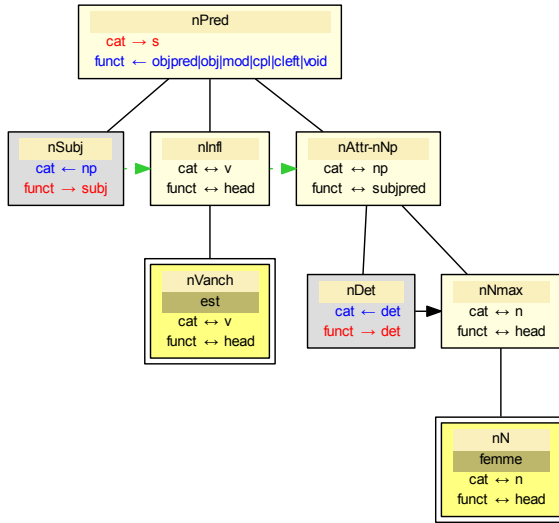 nPred
cat → s
funct ← objpred|obj|mod|cpl|cleft|void
nSubj
cat ← np
funct → subj
nInfl
cat ↔ v
funct ↔ head
nAttr-nNp
cat ↔ np
funct ↔ subjpred
nVanch
est
cat ↔ v
funct ↔ head
nDet
cat ← det
funct → det
nNmax
cat ↔ n
funct ↔ head
nN
femme
cat ↔ n
funct ↔ head